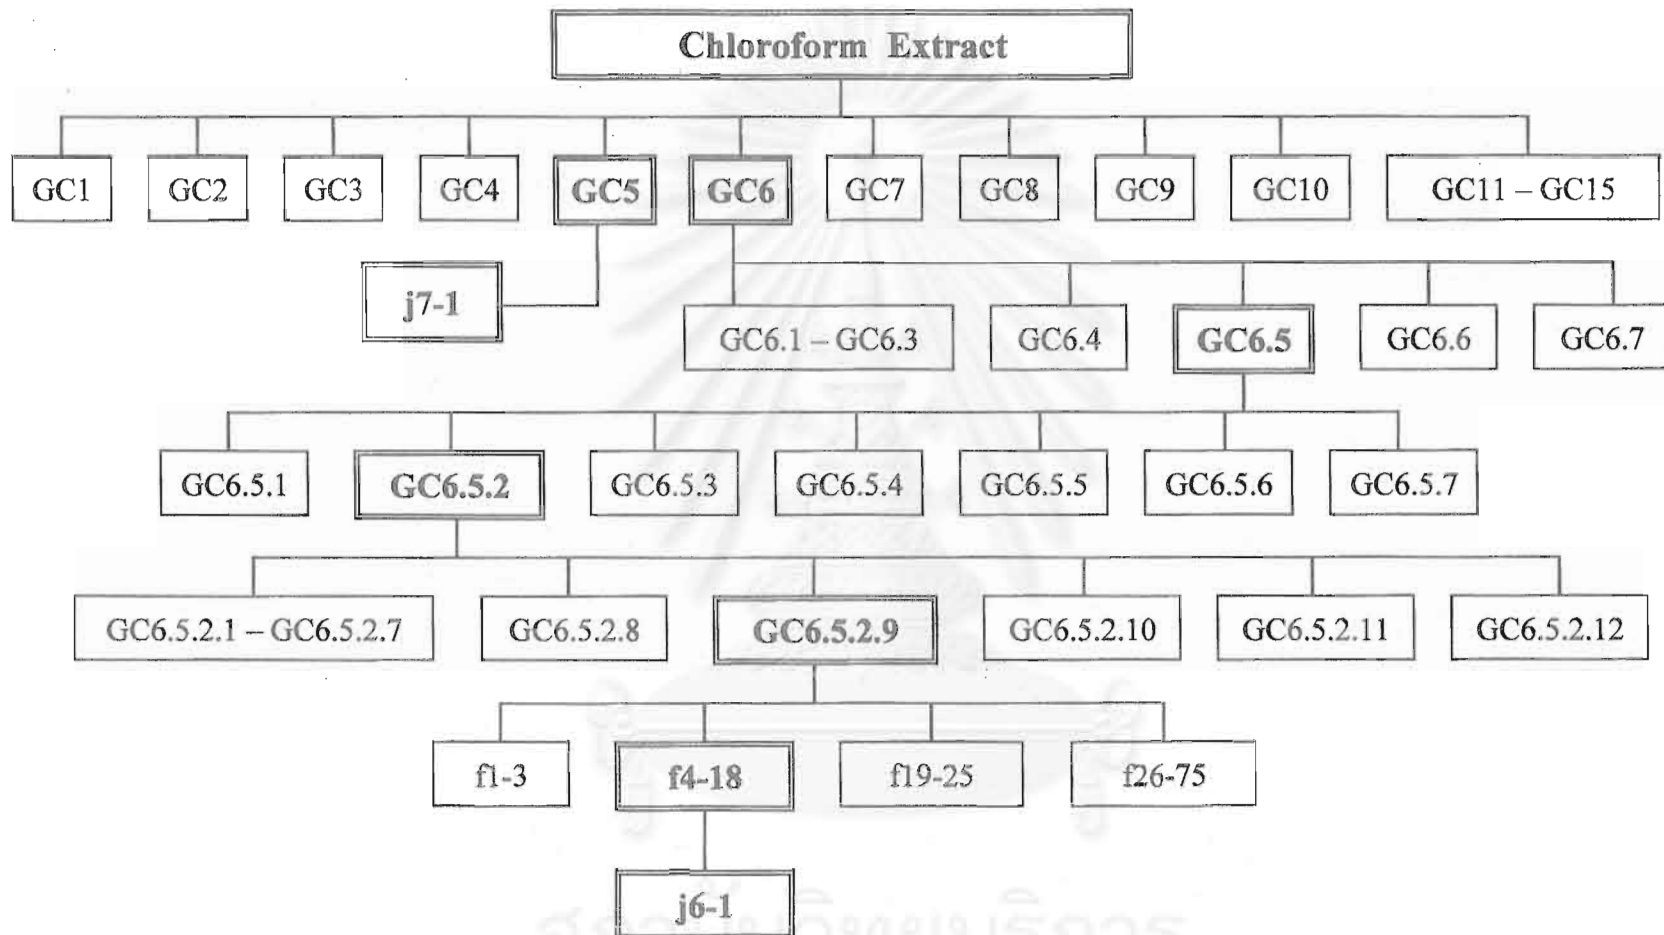 Chloroform Extract
GC1 GC2 GC3 GC4 GC5 GC6 GC7 GC8 GC9 GC10 GC11 – GC15
j7-1
GC6.1 – GC6.3 GC6.4 GC6.5 GC6.6 GC6.7
GC6.5.1 GC6.5.2 GC6.5.3 GC6.5.4 GC6.5.5 GC6.5.6 GC6.5.7
GC6.5.2.1 – GC6.5.2.7 GC6.5.2.8 GC6.5.2.9 GC6.5.2.10 GC6.5.2.11 GC6.5.2.12
f1-3 f4-18 f19-25 f26-75
j6-1